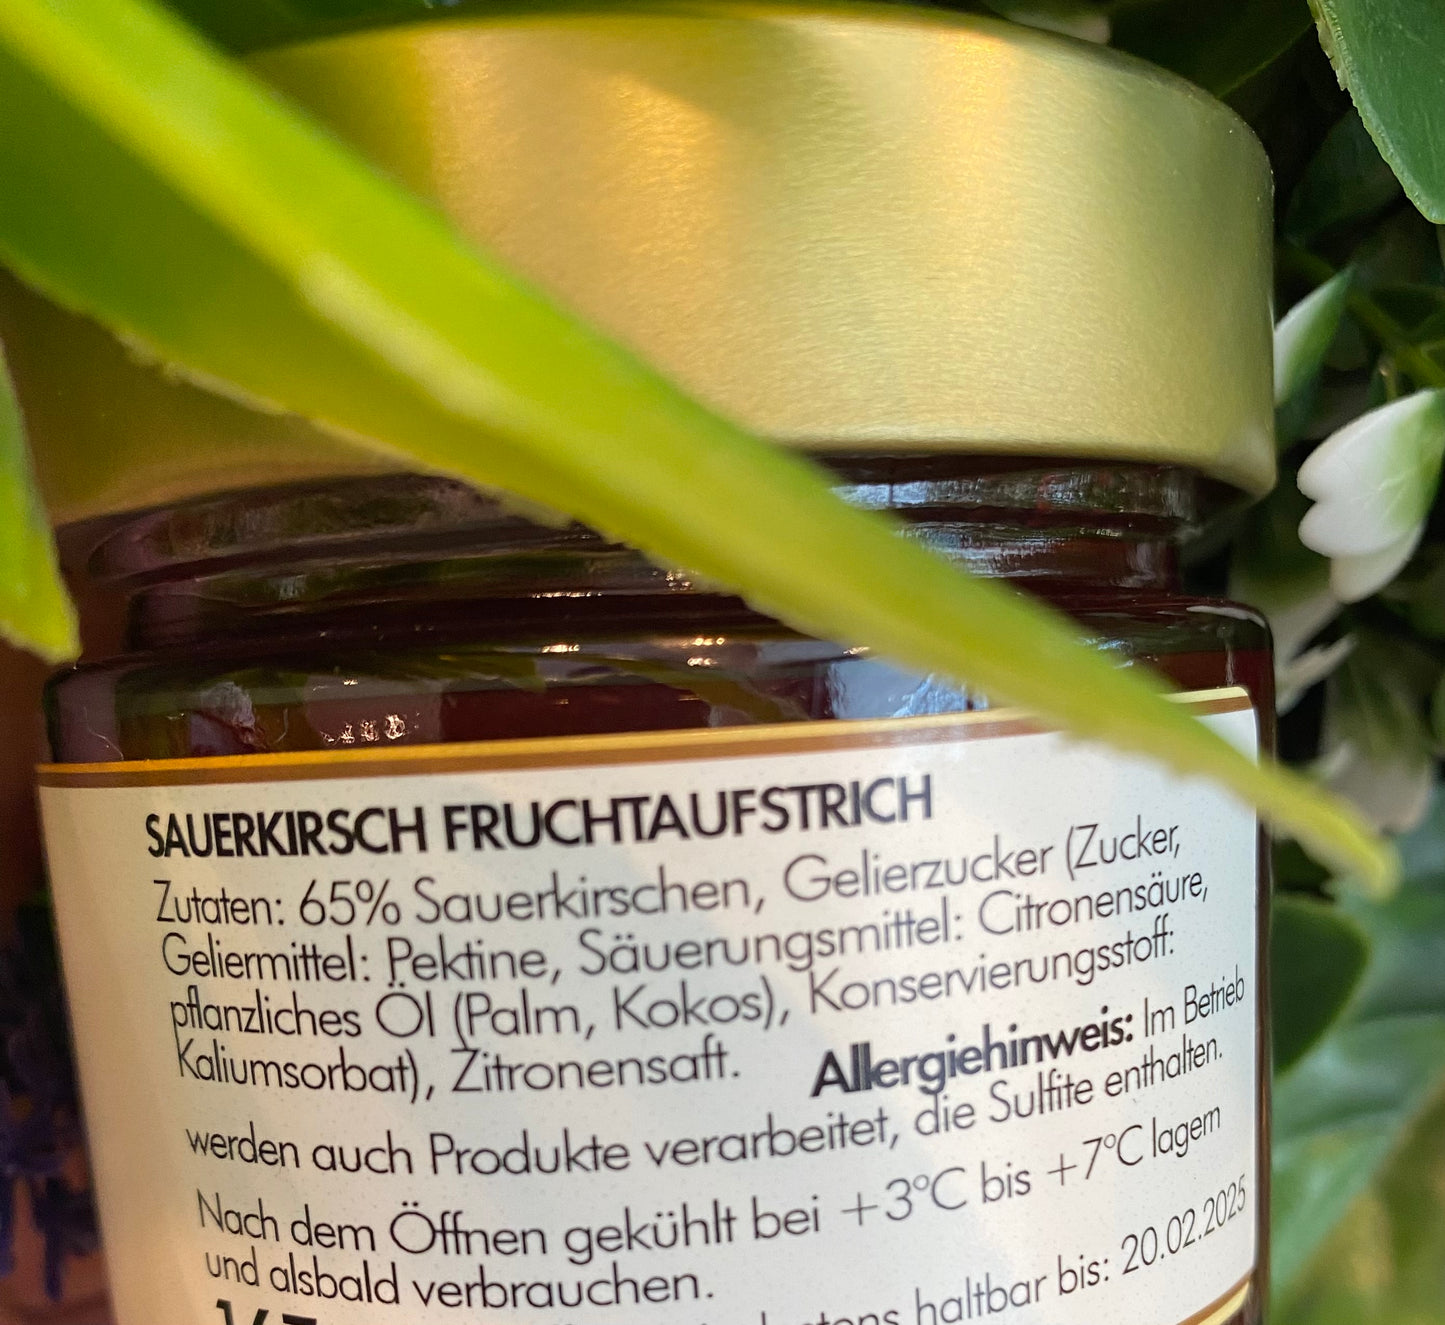 SAUERKIRSCH FRUCHTAUFSTRICH
Zutaten: 65% Sauerkirschen, Gelierzucker (Zucker,
Geliermittel: Pektine, Säuerungsmittel: Citronensäure,
pflanzliches Öl (Palm, Kokos), Konservierungsstoff:
Kaliumsorbat), Zitronensaft. Allergiehinweis: Im Betrieb
werden auch Produkte verarbeitet, die Sulfite enthalten.
Nach dem Öffnen gekühlt bei +3°C bis +7°C lagern
und alsbald verbrauchen.
haltbar bis: 20.02.2025